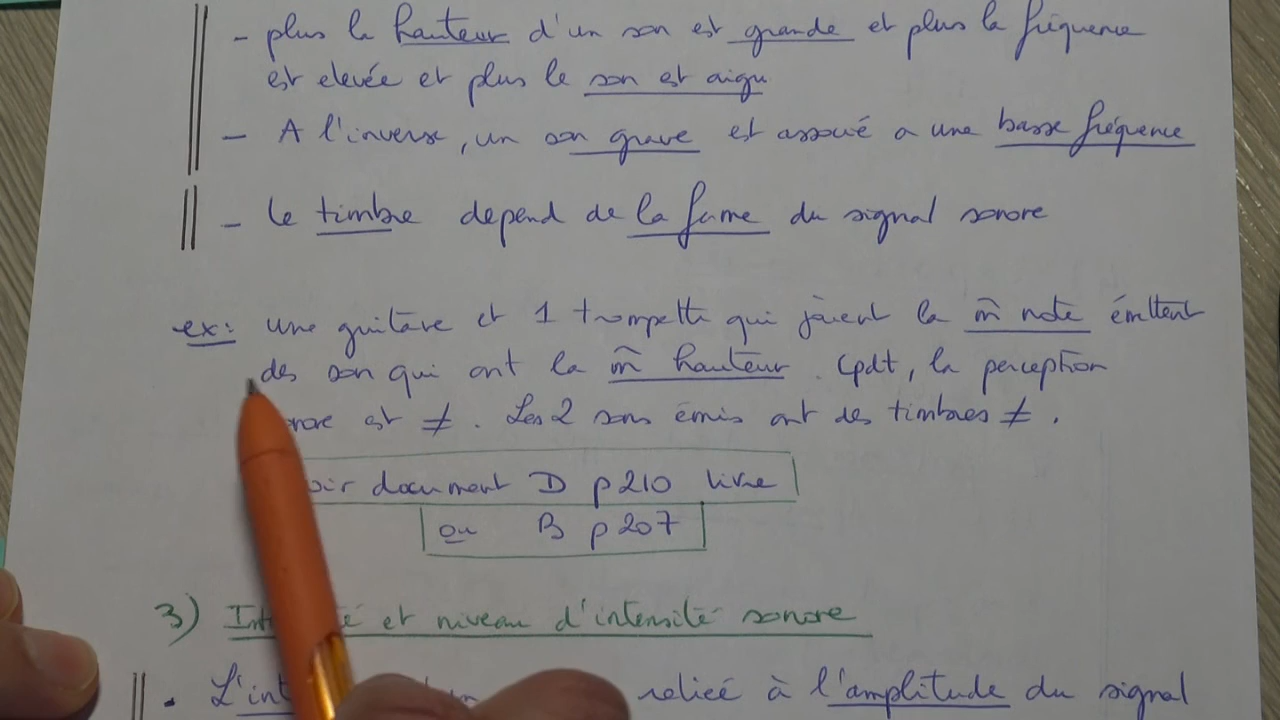 - plus la hauteur d'un son est grande et plus la fréquence
est elevée et plus le son est aigu
- A l'inverse, un son grave est associé a une basse fréquence
- le timbre depend de la forme du signal sonore
ex: une guitare et 1 trompette qui jouent la m̃ note émettent
des son qui ont la m̃ hauteur. Cpdt, la perception
est ≠. Les 2 sons émis ont des timbres ≠.
document D p210 livre
ou B p207
3) et niveau d'intensité sonore
relieé à l'amplitude du signal